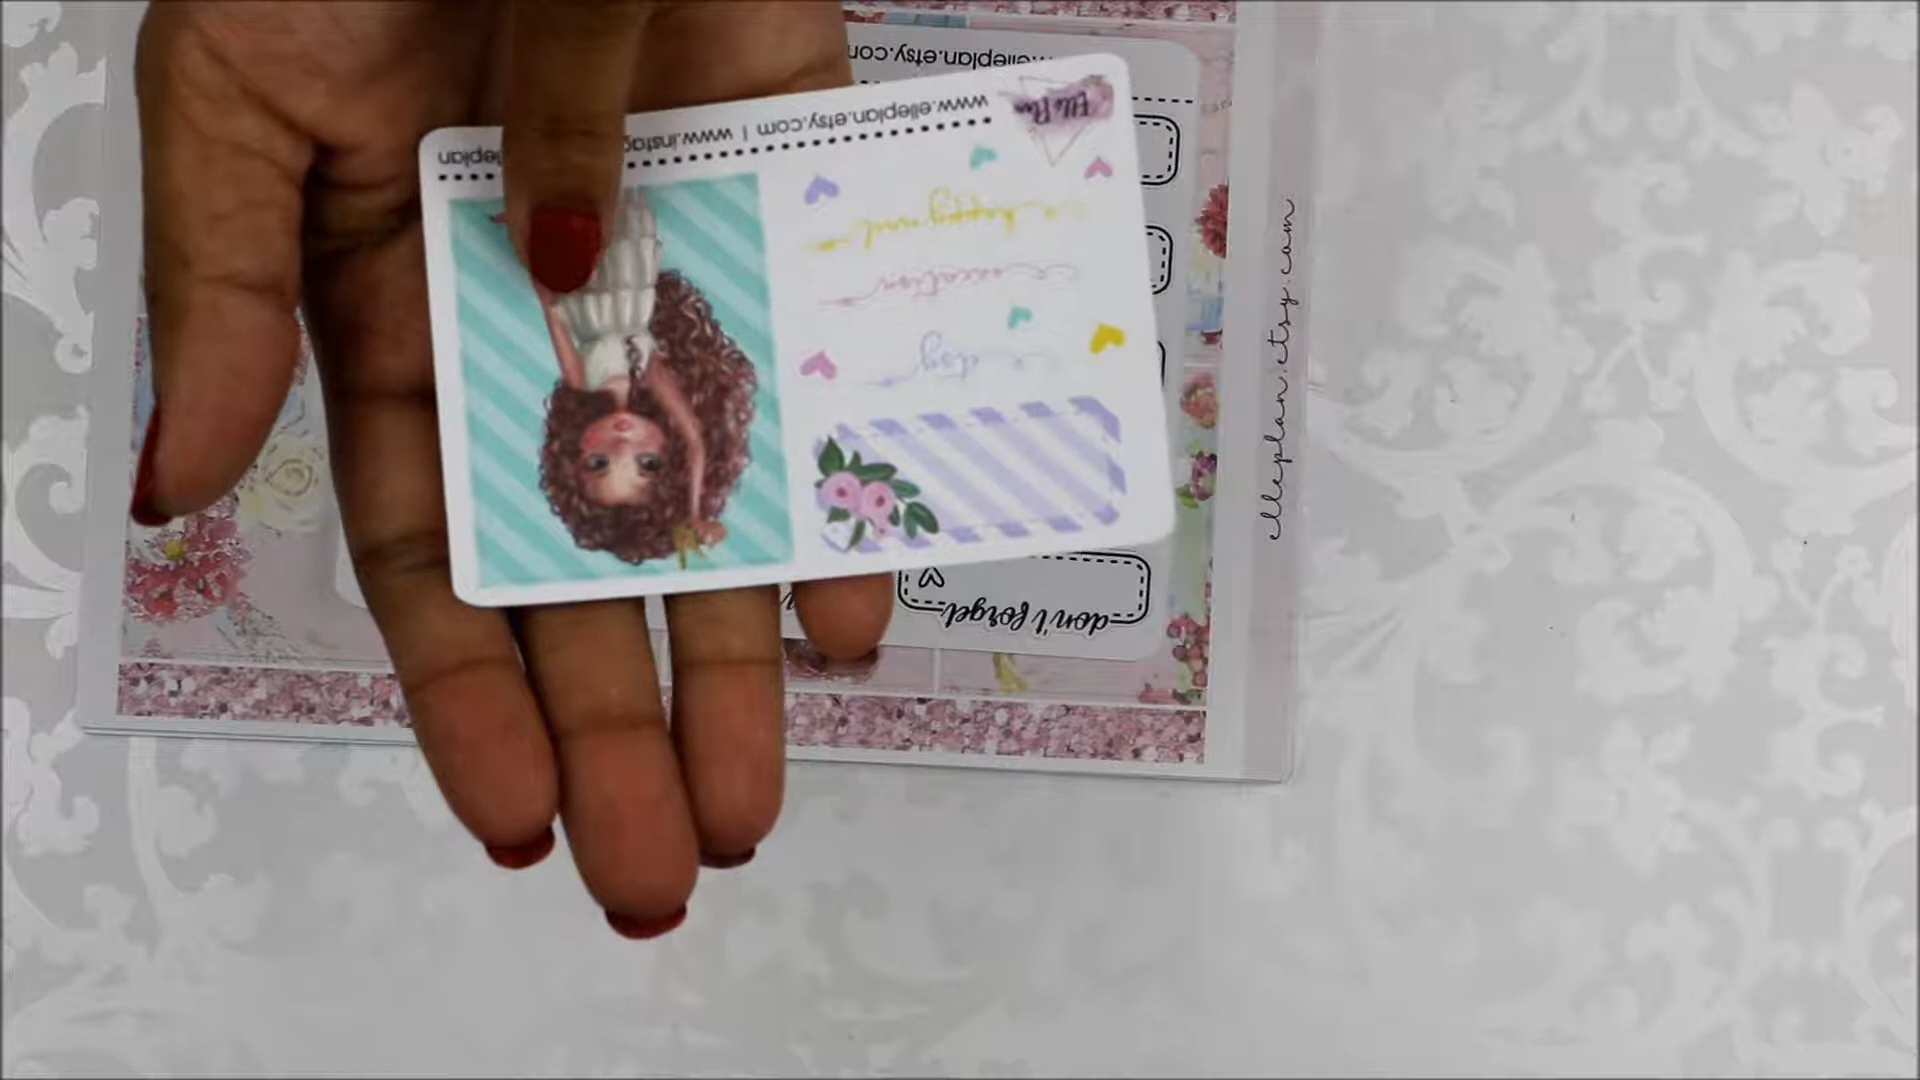 elleplan.etsy.com
www.elleplan.etsy.com | www.insta
elleplan
Elle Plan
happy mail
vacation
etsy
don't forget
elleplan.etsy.com